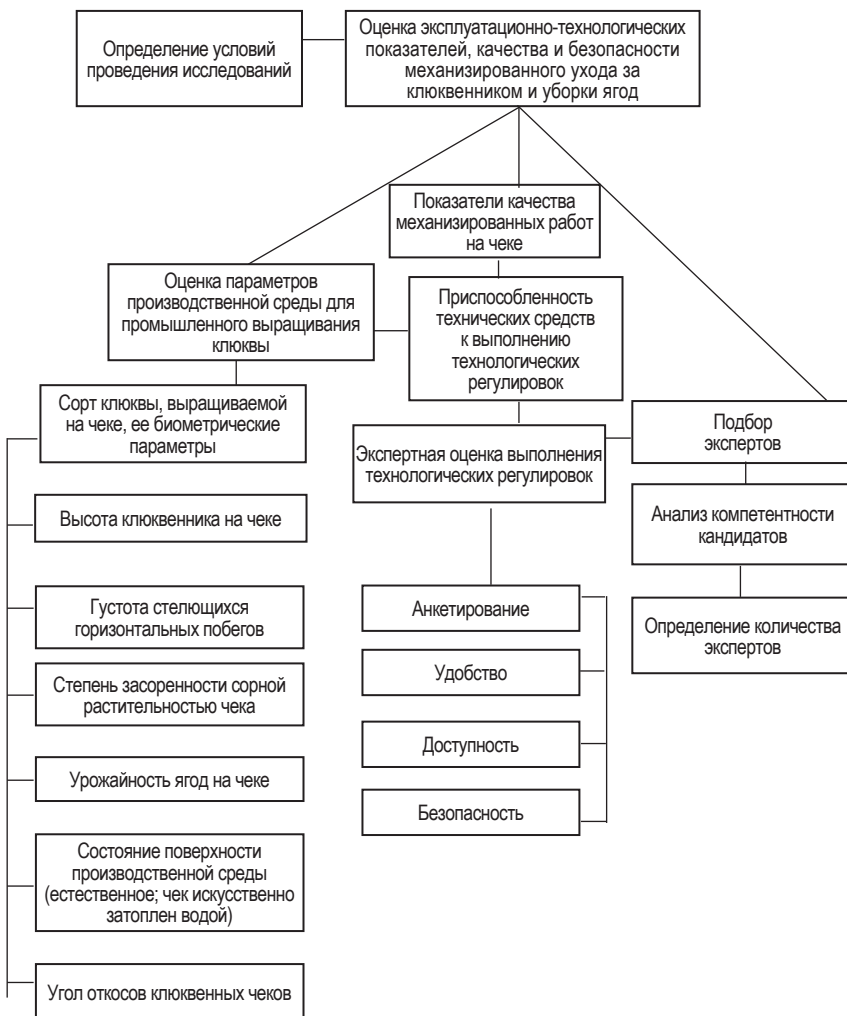 Определение условий
проведения исследований
Оценка эксплуатационно-технологических
показателей, качества и безопасности
механизированного ухода за
клюквенником и уборки ягод
Показатели качества
механизированных работ
на чеке
Оценка параметров
производственной среды для
промышленного выращивания
клюквы
Приспособленность
технических средств
к выполнению
технологических
регулировок
Сорт клюквы, выращиваемой
на чеке, ее биометрические
параметры
Экспертная оценка выполнения
технологических регулировок
Подбор
экспертов
Высота клюквенника на чеке
Анализ компетентности
кандидатов
Густота стелющихся
горизонтальных побегов
Анкетирование
Определение количества
экспертов
Степень засоренности сорной
растительностью чека
Удобство
Урожайность ягод на чеке
Доступность
Безопасность
Состояние поверхности
производственной среды
(естественное; чек искусственно
затоплен водой)
Угол откосов клюквенных чеков